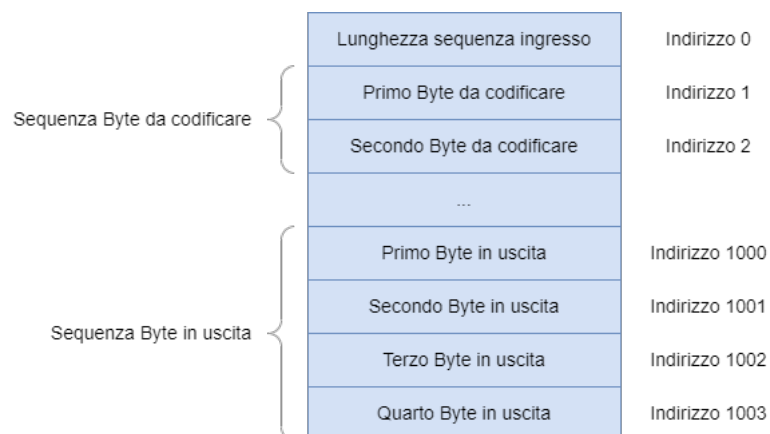 Lunghezza sequenza ingresso Indirizzo 0
Primo Byte da codificare Indirizzo 1
Sequenza Byte da codificare
Secondo Byte da codificare Indirizzo 2
...
Primo Byte in uscita Indirizzo 1000
Secondo Byte in uscita Indirizzo 1001
Sequenza Byte in uscita
Terzo Byte in uscita Indirizzo 1002
Quarto Byte in uscita Indirizzo 1003